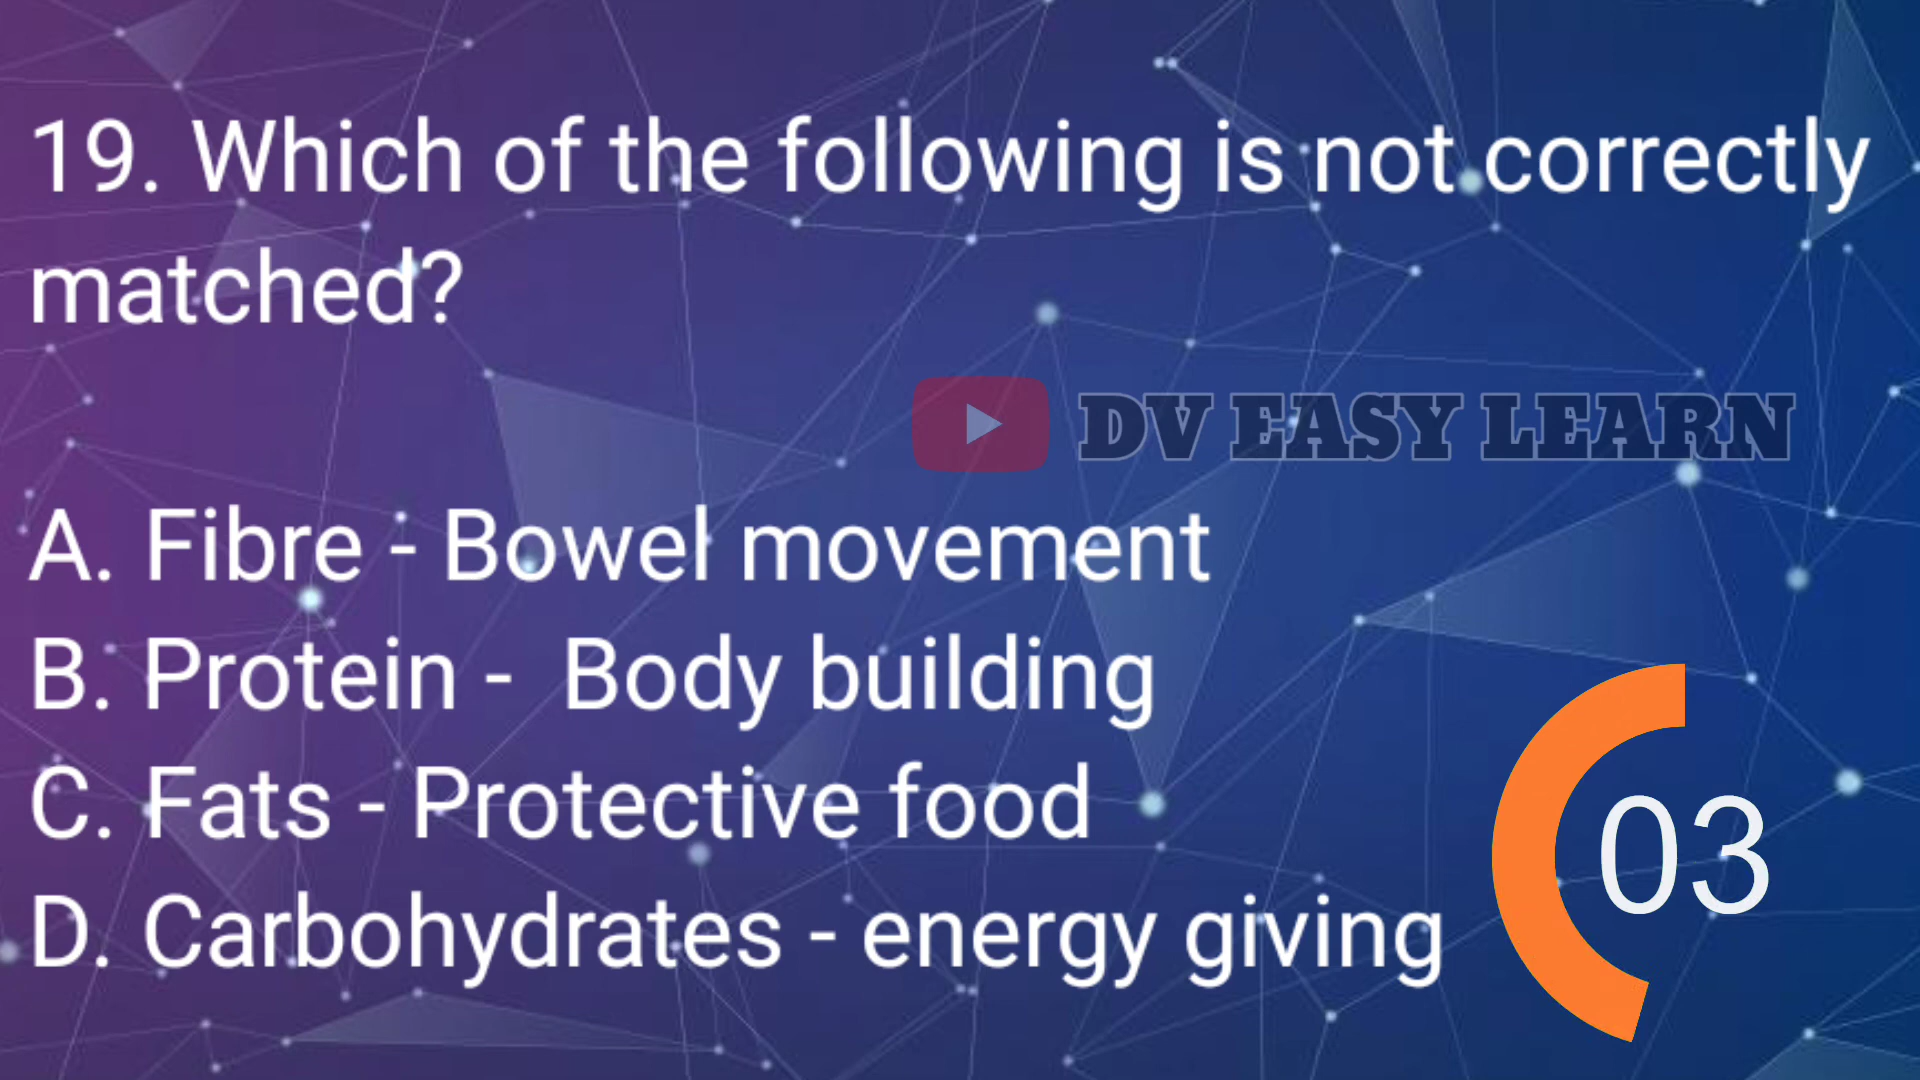 19. Which of the following is not correctly
matched?
DV EASY LEARN
A. Fibre - Bowel movement
B. Protein -  Body building
C. Fats - Protective food
D. Carbohydrates - energy giving
03